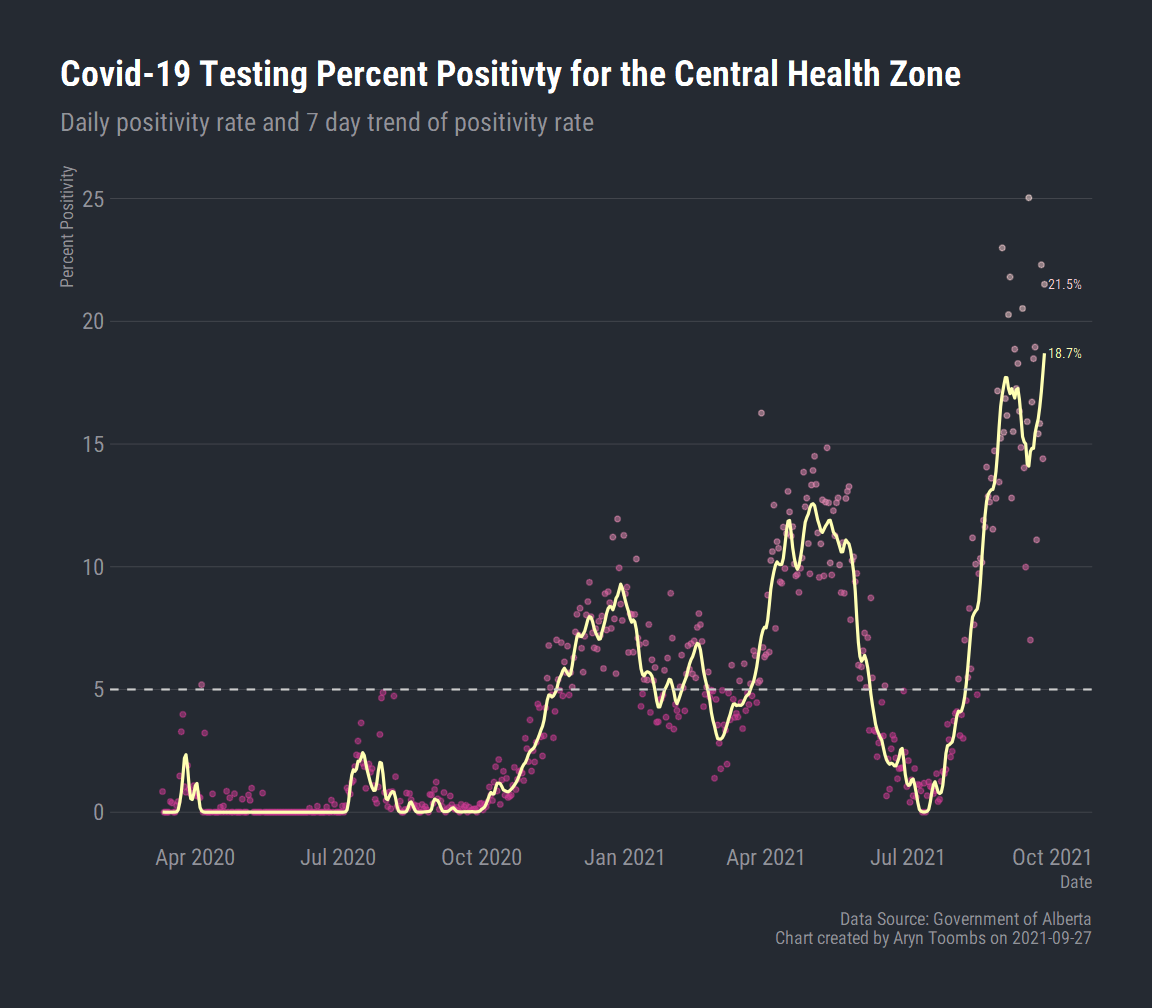 Covid-19 Testing Percent Positivty for the Central Health Zone
Daily positivity rate and 7 day trend of positivity rate
Percent Positivity
25
20
15
10
5
0
21.5%
18.7%
Apr 2020
Jul 2020
Oct 2020
Jan 2021
Apr 2021
Jul 2021
Oct 2021
Date
Data Source: Government of Alberta
Chart created by Aryn Toombs on 2021-09-27